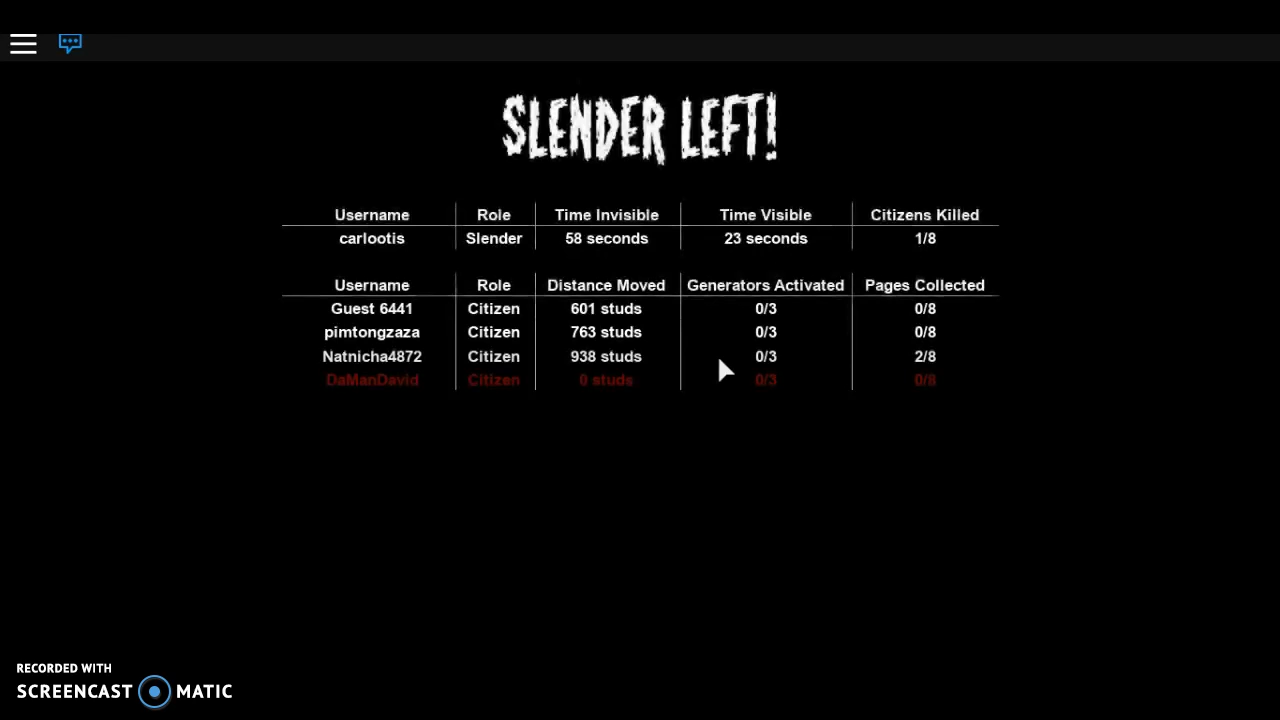 SLENDER LEFT!
Username Role Time Invisible Time Visible Citizens Killed
carlootis Slender 58 seconds 23 seconds 1/8
Username Role Distance Moved Generators Activated Pages Collected
Guest 6441 Citizen 601 studs 0/3 0/8
pimtongzaza Citizen 763 studs 0/3 0/8
Natnicha4872 Citizen 938 studs 0/3 2/8
DaManDavid Citizen 0 studs 0/3 0/8
RECORDED WITH
SCREENCAST MATIC